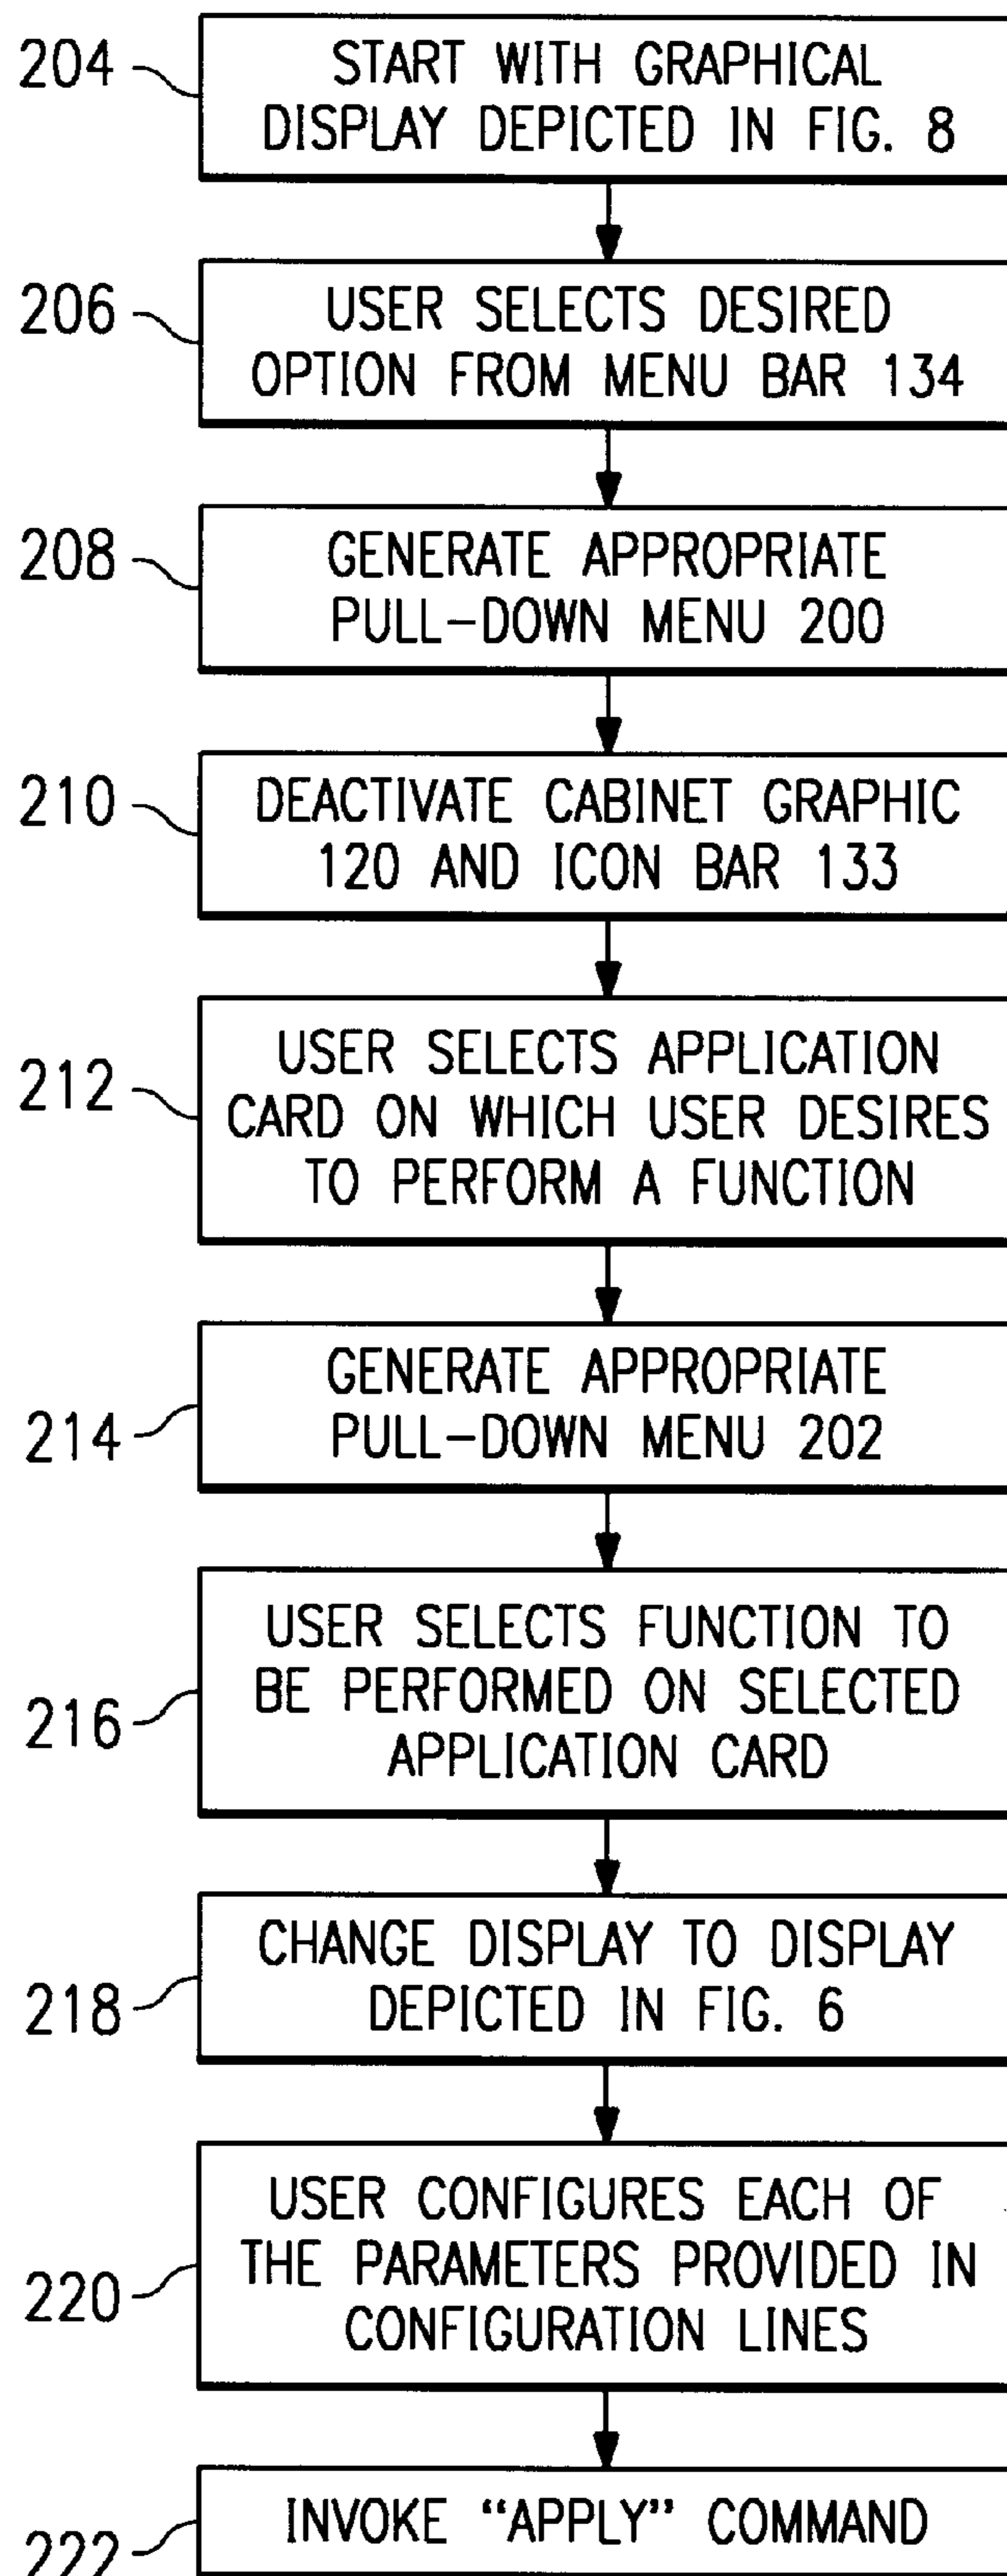 204
START WITH GRAPHICAL
DISPLAY DEPICTED IN FIG. 8
206
USER SELECTS DESIRED
OPTION FROM MENU BAR 134
208
GENERATE APPROPRIATE
PULL-DOWN MENU 200
210
DEACTIVATE CABINET GRAPHIC
120 AND ICON BAR 133
212
USER SELECTS APPLICATION
CARD ON WHICH USER DESIRES
TO PERFORM A FUNCTION
214
GENERATE APPROPRIATE
PULL-DOWN MENU 202
216
USER SELECTS FUNCTION TO
BE PERFORMED ON SELECTED
APPLICATION CARD
218
CHANGE DISPLAY TO DISPLAY
DEPICTED IN FIG. 6
220
USER CONFIGURES EACH OF
THE PARAMETERS PROVIDED IN
CONFIGURATION LINES
222
INVOKE “APPLY” COMMAND